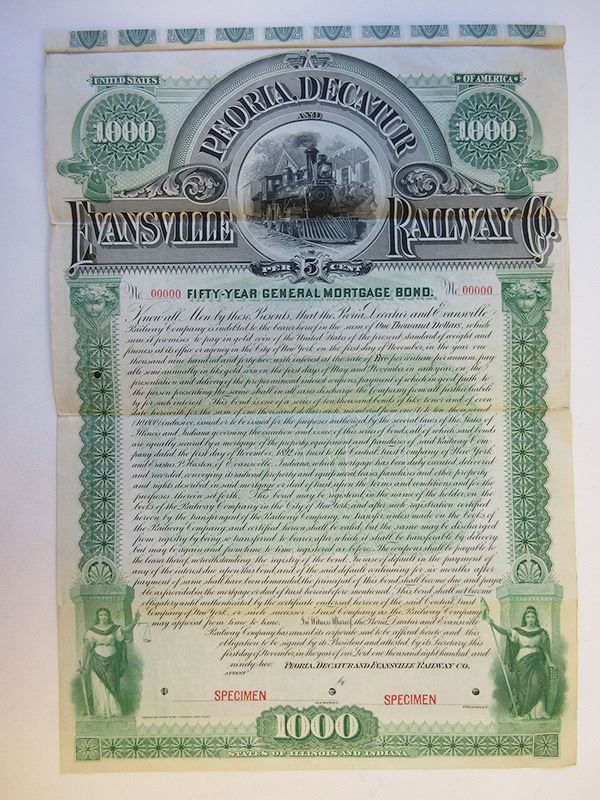 UNITED STATES
OF AMERICA
1000
1000
PEORIA, DECATUR
AND
EVANSVILLE RAILWAY CO.
PER 5 CENT
No 00000 FIFTY-YEAR GENERAL MORTGAGE BOND. No 00000
Know all Men by these Presents, that the Peoria, Decatur and Evansville
Railway Company is indebted to the bearer hereof in the sum of One Thousand Dollars, which
sum it promises to pay in gold coin of the United States of the present standard of weight and
fineness at its office or agency in the City of New York, on the first day of November, in the year one
thousand nine hundred and forty two, with interest at the rate of Five per centum per annum, pay
able semi annually in like gold coin on the first days of May and November in each year, on the
presentation and delivery of the proper annexed interest coupons, payment of which in good faith to
the person presenting the same shall in all cases discharge the Company from all further liabili
ty for such interest. This bond is one of a series of ten thousand bonds of like tenor and of even
date herewith for the sum of one thousand dollars each, numbered from one (1) to ten thousand
(10,000) inclusive, issued or to be issued for the purposes authorized by the several laws of the States of
Illinois and Indiana governing the creation and issue of this series of bonds, all of which said bonds
are equally secured by a mortgage of the property, equipment and franchises of said Railway Com-
pany dated the first day of November, 1892, in trust to the Central Trust Company of New York
and Erastus P. Huston, of Evansville, Indiana, which mortgage has been duly executed, delivered
and recorded, conveying its railroad property and equipment, leases, franchises and other property
and rights described in said mortgage or deed of trust upon the terms and conditions and for the
purposes therein set forth. This bond may be registered in the name of the holder, on the
books of the Railway Company in the City of New York, and after such registration certified
hereon by the transfer agent of the Railway Company, no transfer, unless made on the books of
the Railway Company, and certified hereon shall be valid, but the same may be discharged
from registry by being so transferred to bearer, after which it shall be transferable by delivery,
but may be again and from time to time, registered as before. The coupons shall be payable to
the bearer hereof, notwithstanding the registry of the bond. In case of default in the payment of
any of the interest due upon this bond, and of the said default continuing for six months after
payment of same shall have been demanded, the principal of this bond shall become due and paya
ble as provided in the mortgage or deed of trust hereinbefore mentioned. This bond shall not become
obligatory until authenticated by the certificate endorsed hereon of the said Central Trust
Company of New York, or such successor Trust Company as the Railway Company
may appoint from time to time. In Witness Whereof, the Peoria, Decatur and Evansville
Railway Company has caused its corporate seal to be affixed hereto and this
obligation to be signed by its President and attested by its Secretary this
first day of November, in the year of our Lord one thousand eight hundred and
ninety-two. PEORIA, DECATUR AND EVANSVILLE RAILWAY CO.
ATTEST
by
SPECIMEN SPECIMEN
SECRETARY. PRESIDENT.
1000
STATES OF ILLINOIS AND INDIANA